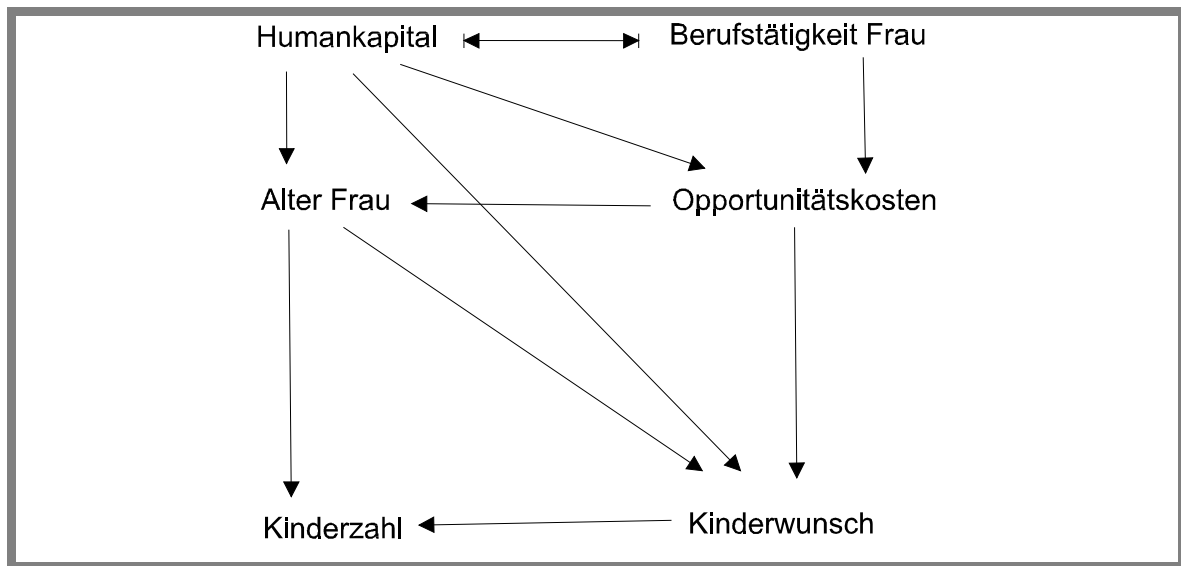 Humankapital
Berufstätigkeit Frau
Alter Frau
Opportunitätskosten
Kinderzahl
Kinderwunsch